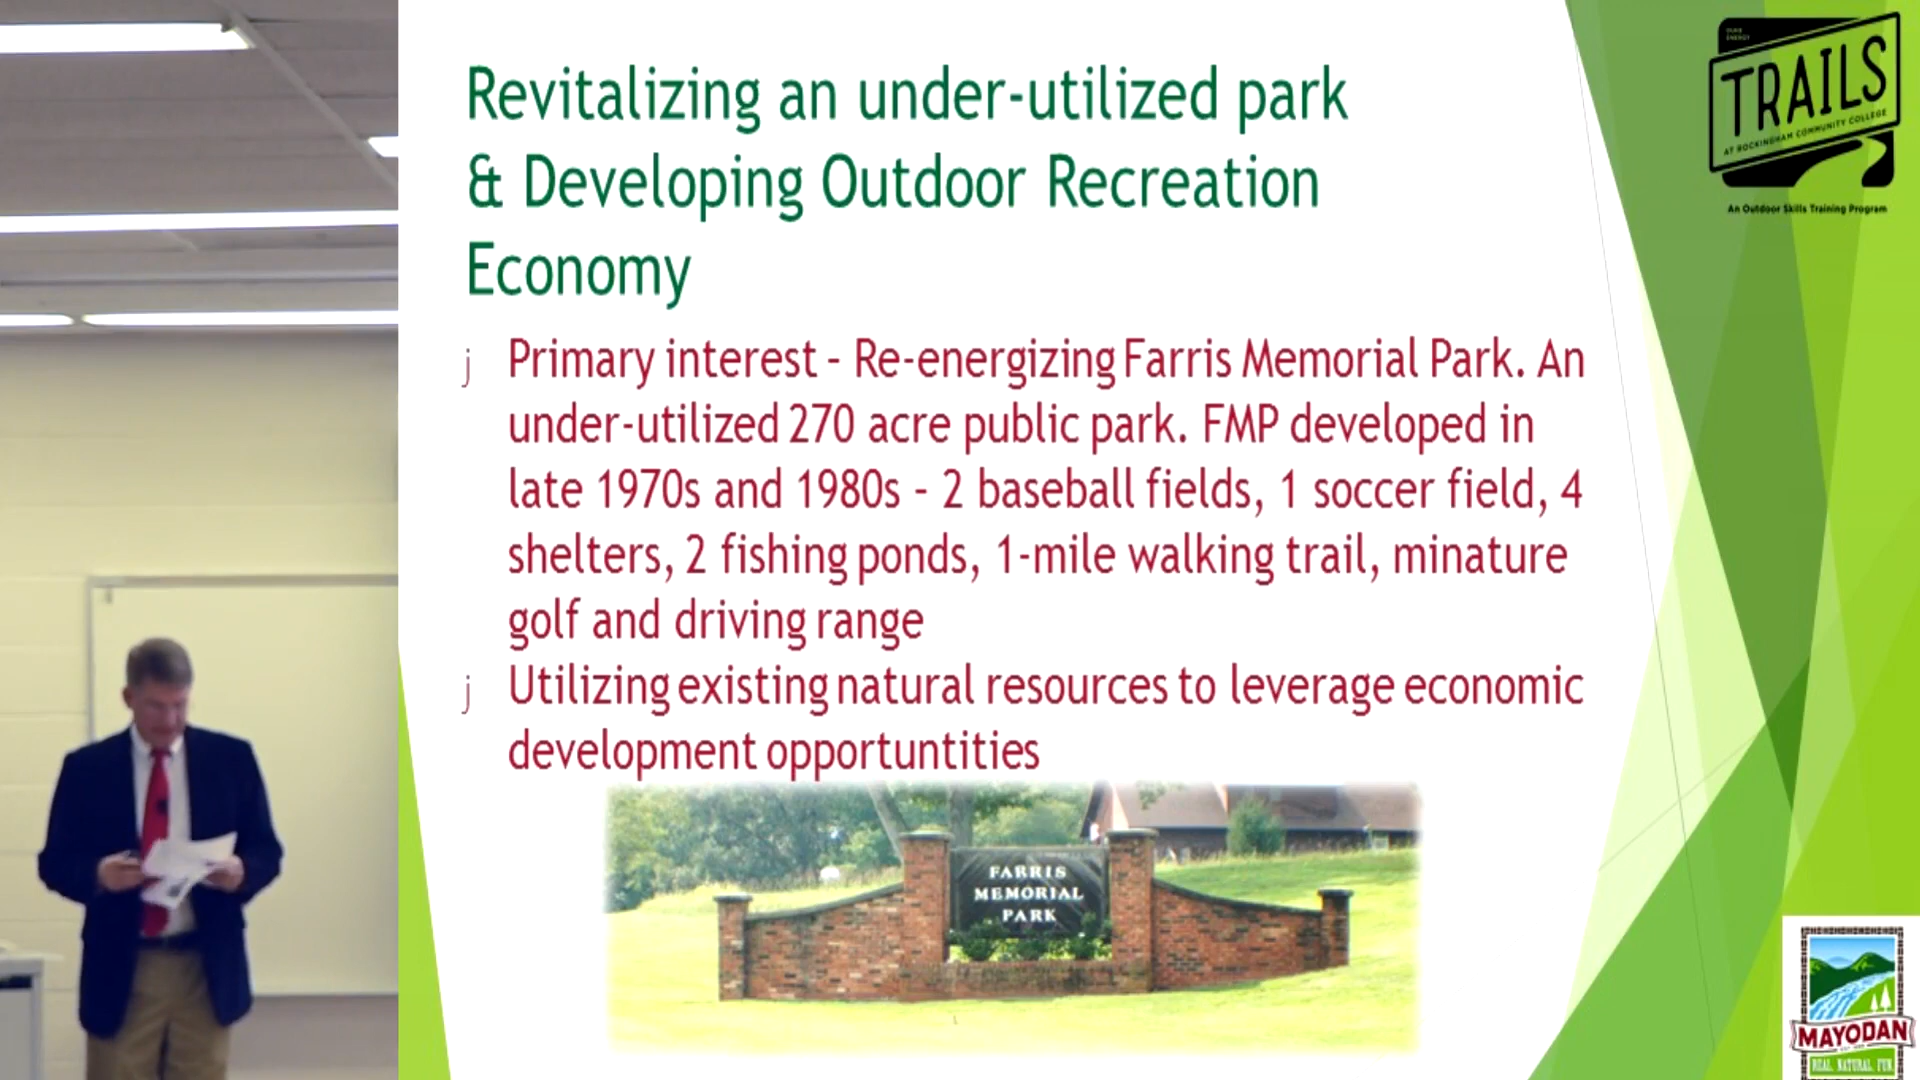 Revitalizing an under-utilized park
& Developing Outdoor Recreation
Economy
j Primary interest – Re-energizing Farris Memorial Park. An
under-utilized 270 acre public park. FMP developed in
late 1970s and 1980s – 2 baseball fields, 1 soccer field, 4
shelters, 2 fishing ponds, 1-mile walking trail, minature
golf and driving range
j Utilizing existing natural resources to leverage economic
development opportuntities
FARRIS
MEMORIAL
PARK
DUKE
ENERGY
TRAILS
AT ROCKINGHAM COMMUNITY COLLEGE
An Outdoor Skills Training Program
MAYODAN
REAL. NATURAL. FUN.